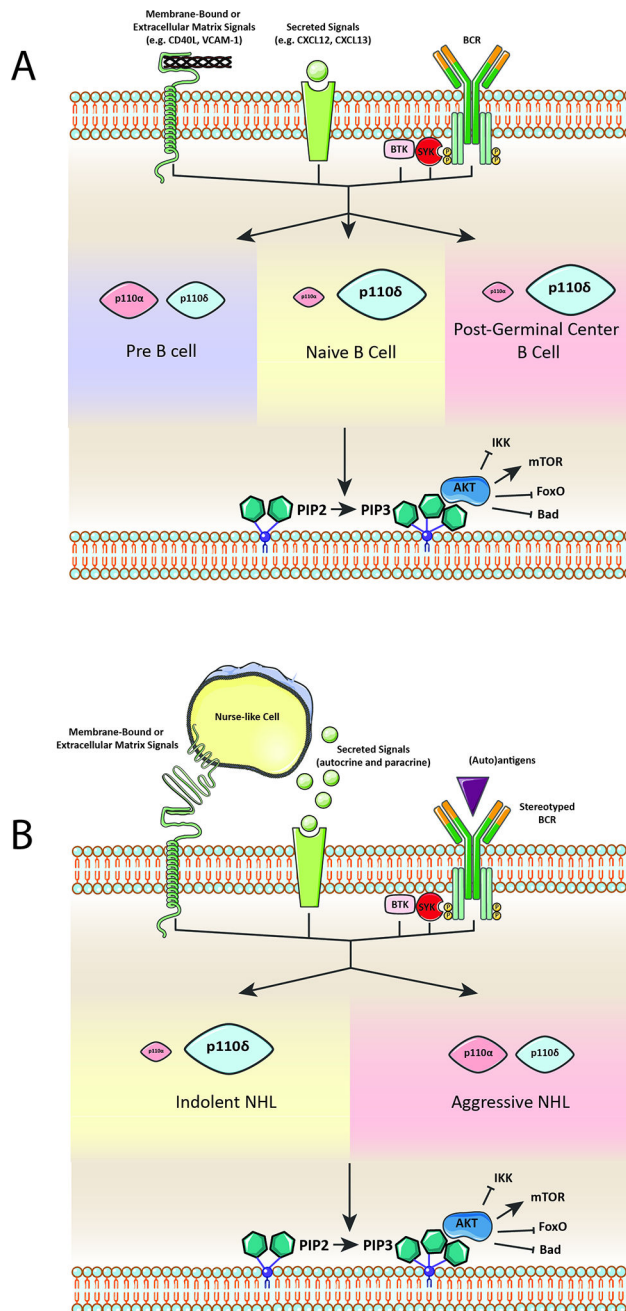 Membrane-Bound or
Extracellular Matrix Signals
(e.g. CD40L, VCAM-1)
Secreted Signals
(e.g. CXCL12, CXCL13)
BCR
A
BTK
SYK
P
P
P
P
p110α
p110δ
Pre B cell
p110α
p110δ
Naive B Cell
p110α
p110δ
Post-Germinal Center
B Cell
IKK
mTOR
AKT
FoxO
Bad
PIP2
PIP3
Nurse-like Cell
Membrane-Bound or
Extracellular Matrix Signals
Secreted Signals
(autocrine and paracrine)
(Auto)antigens
Stereotyped
BCR
B
BTK
SYK
P
P
P
P
p110α
p110δ
Indolent NHL
p110α
p110δ
Aggressive NHL
IKK
mTOR
AKT
FoxO
Bad
PIP2
PIP3